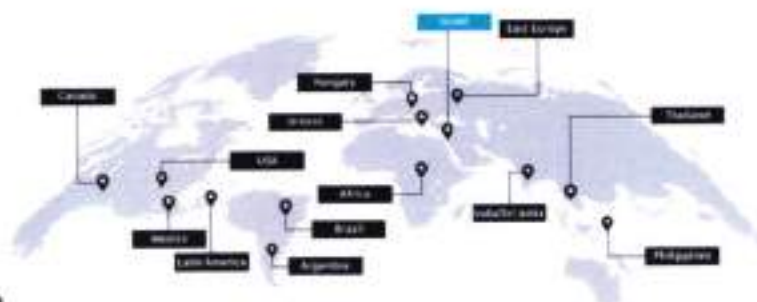 Israel
East Europe
Hungary
Canada
Greece
Thailand
USA
Africa
India/Sri Lanka
Brazil
Mexico
Latin America
Argentina
Philippines